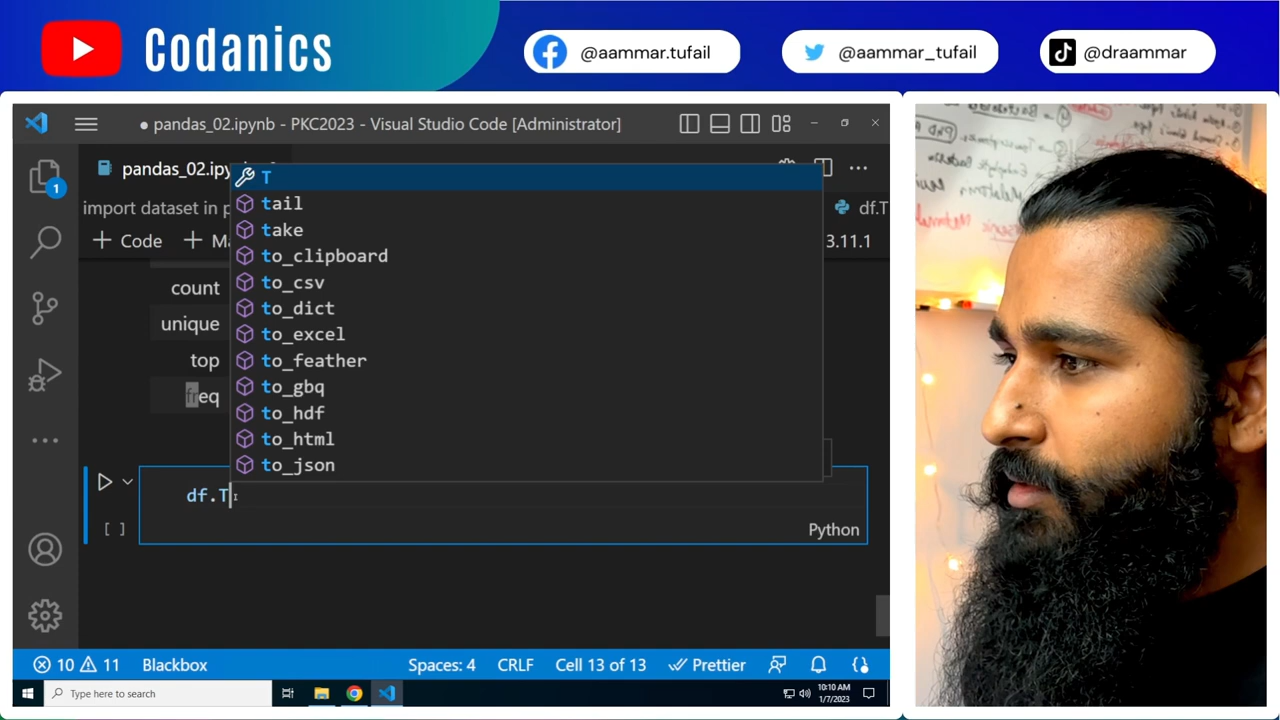 Codanics
@aammar.tufail
@aammar_tufail
@draammar
● pandas_02.ipynb - PKC2023 - Visual Studio Code [Administrator]
pandas_02.ipy
import dataset in p
df.T
+ Code + Ma
3.11.1
1
T
tail
take
to_clipboard
to_csv
to_dict
to_excel
to_feather
to_gbq
to_hdf
to_html
to_json
count
unique
top
freq
df.T
[ ]
Python
10 11 Blackbox Spaces: 4 CRLF Cell 13 of 13 Prettier
Type here to search
10:10 AM
1/7/2023